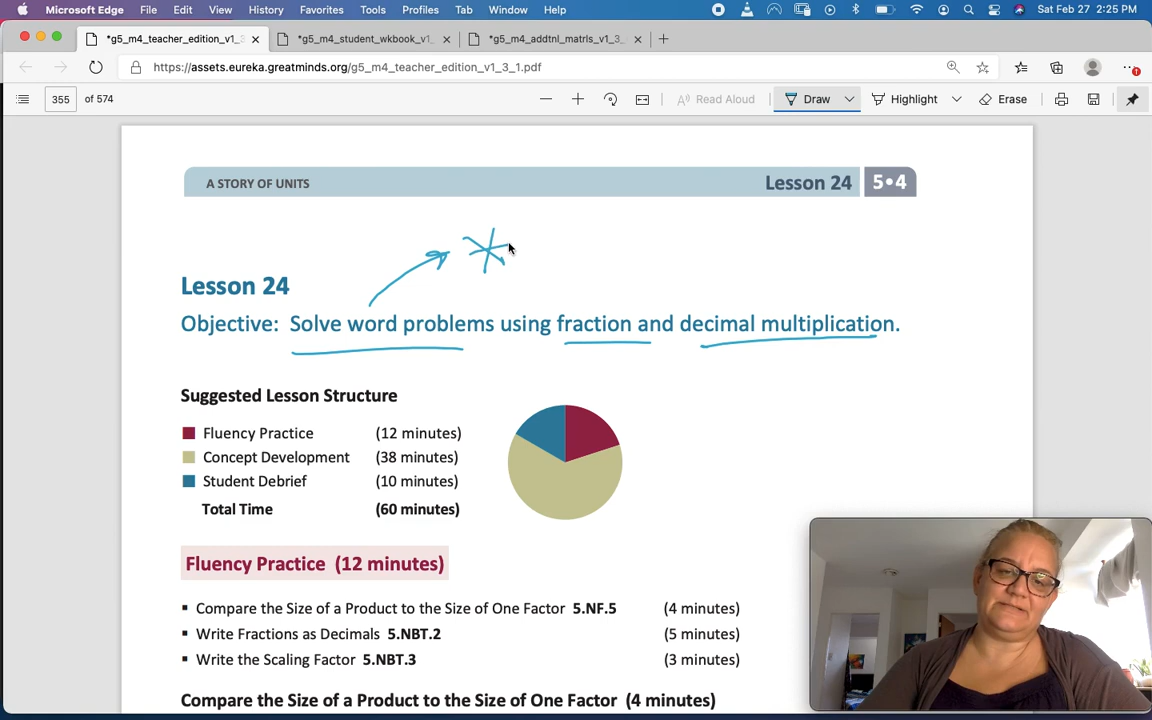 Microsoft Edge File Edit View History Favorites Tools Profiles Tab Window Help Sat Feb 27 2:25 PM
*g5_m4_teacher_edition_v1_3 *g5_m4_student_wkbook_v1_ *g5_m4_addtnl_matrls_v1_3_
https://assets.eureka.greatminds.org/g5_m4_teacher_edition_v1_3_1.pdf
355 of 574 Read Aloud Draw Highlight Erase
A STORY OF UNITS Lesson 24 5•4
Lesson 24
Objective: Solve word problems using fraction and decimal multiplication.
Suggested Lesson Structure
Fluency Practice (12 minutes)
Concept Development (38 minutes)
Student Debrief (10 minutes)
Total Time (60 minutes)
Fluency Practice (12 minutes)
▪ Compare the Size of a Product to the Size of One Factor 5.NF.5 (4 minutes)
▪ Write Fractions as Decimals 5.NBT.2 (5 minutes)
▪ Write the Scaling Factor 5.NBT.3 (3 minutes)
Compare the Size of a Product to the Size of One Factor (4 minutes)